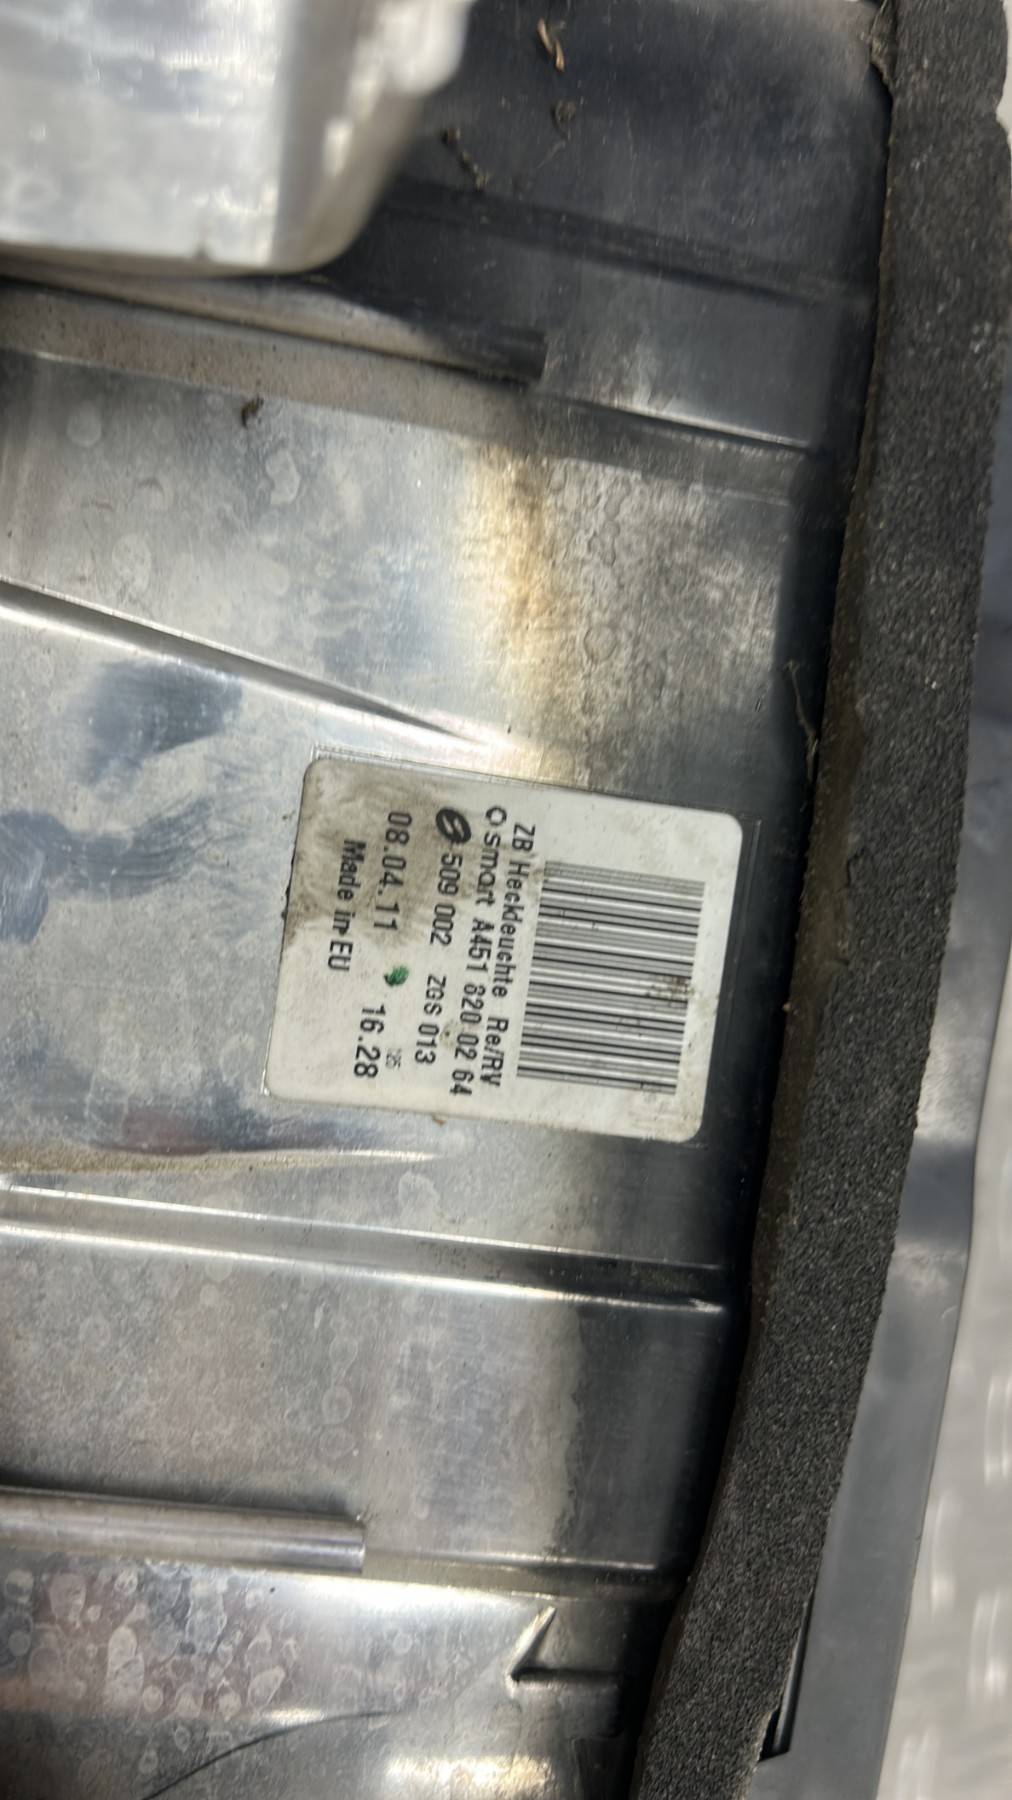 ZB Heckleuchte Re/RV
smart A451 820 02 64
509 002 ZGS 013
08.04.11 16.28
Made in EU